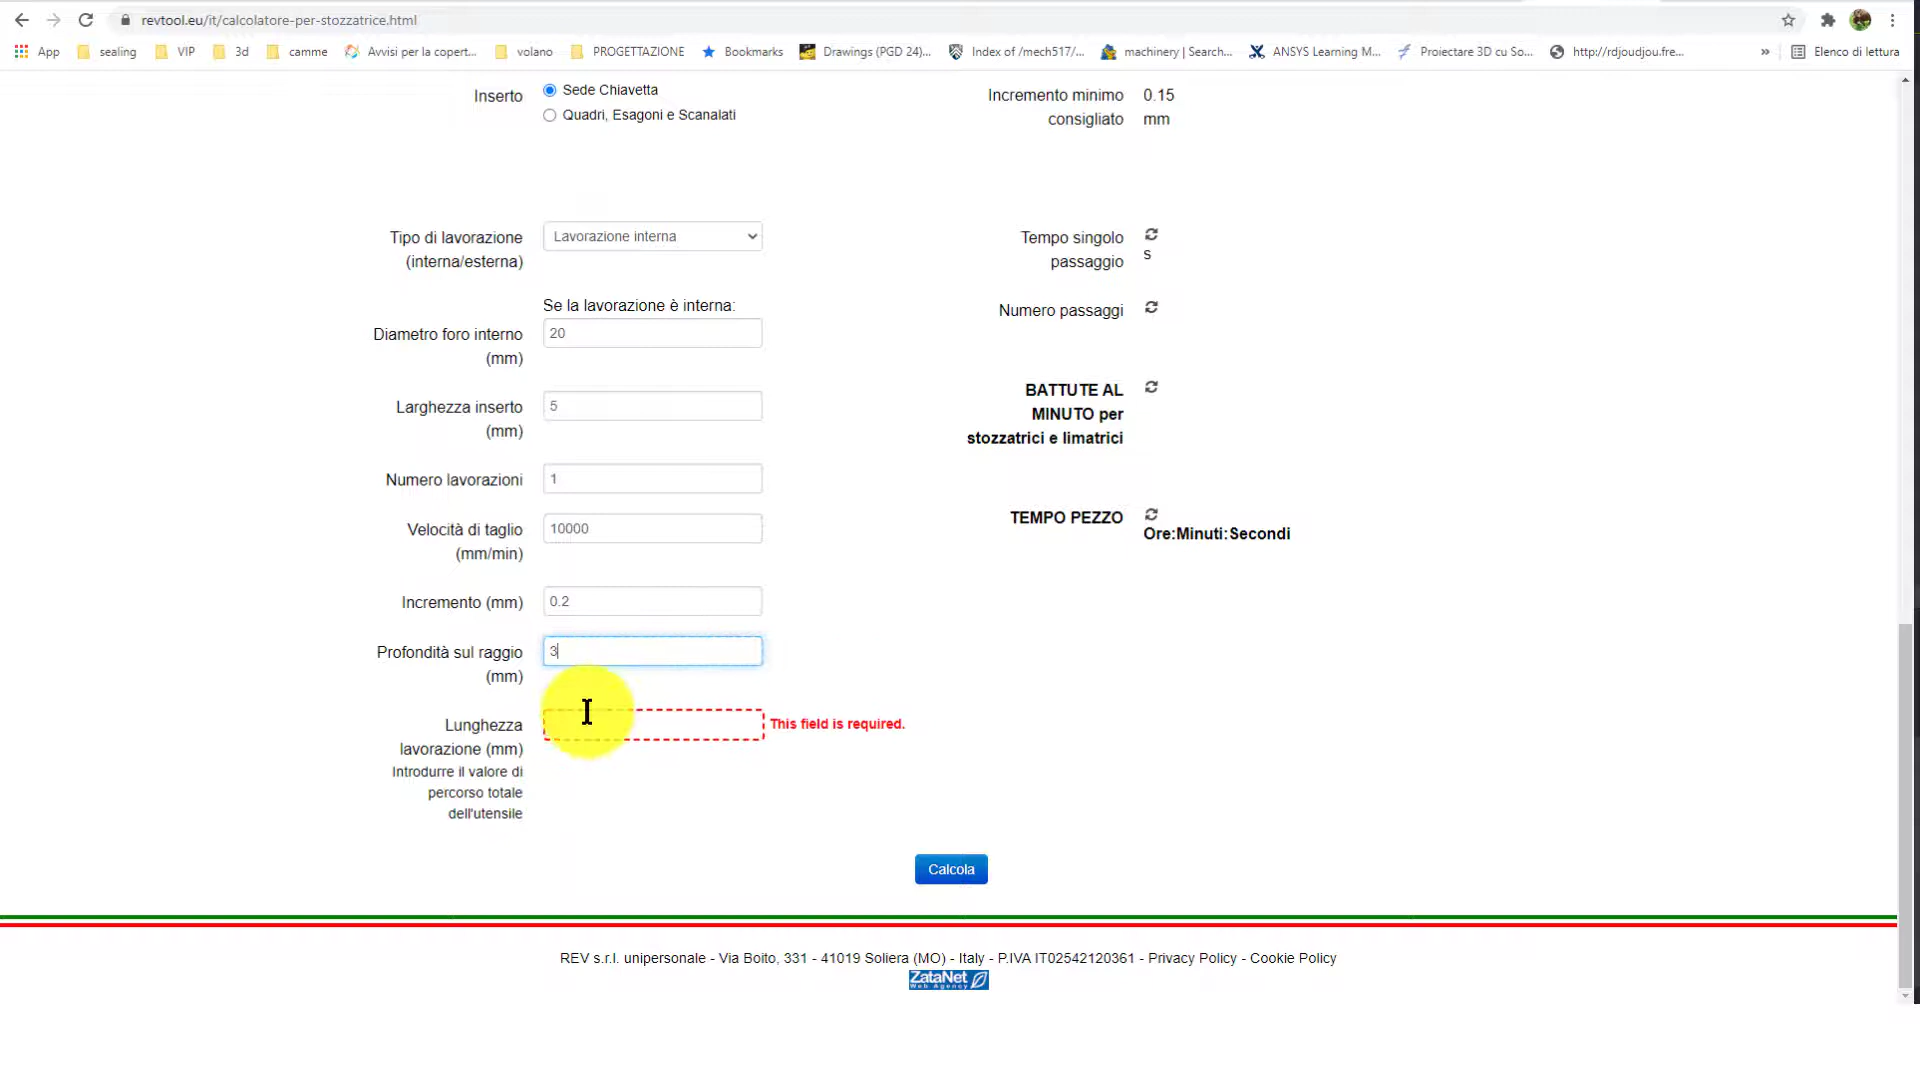 revtool.eu/it/calcolatore-per-stozzatrice.html
App
sealing
VIP
3d
camme
Avvisi per la copert...
volano
PROGETTAZIONE
Bookmarks
Drawings (PGD 24)...
Index of /mech517/...
machinery | Search...
ANSYS Learning M...
Proiectare 3D cu So...
http://rdjoudjou.fre...
»
Elenco di lettura
Inserto
Sede Chiavetta
Quadri, Esagoni e Scanalati
Incremento minimo
consigliato
0.15
mm
Tipo di lavorazione
(interna/esterna)
Lavorazione interna
Tempo singolo
passaggio
s
Se la lavorazione è interna:
Diametro foro interno
(mm)
20
Numero passaggi
Larghezza inserto
(mm)
5
BATTUTE AL
MINUTO per
stozzatrici e limatrici
Numero lavorazioni
1
Velocità di taglio
(mm/min)
10000
TEMPO PEZZO
Ore:Minuti:Secondi
Incremento (mm)
0.2
Profondità sul raggio
(mm)
3
Lunghezza
lavorazione (mm)
Introdurre il valore di
percorso totale
dell'utensile
This field is required.
Calcola
REV s.r.l. unipersonale - Via Boito, 331 - 41019 Soliera (MO) - Italy - P.IVA IT02542120361 - Privacy Policy - Cookie Policy
ZataNet
Web Agency